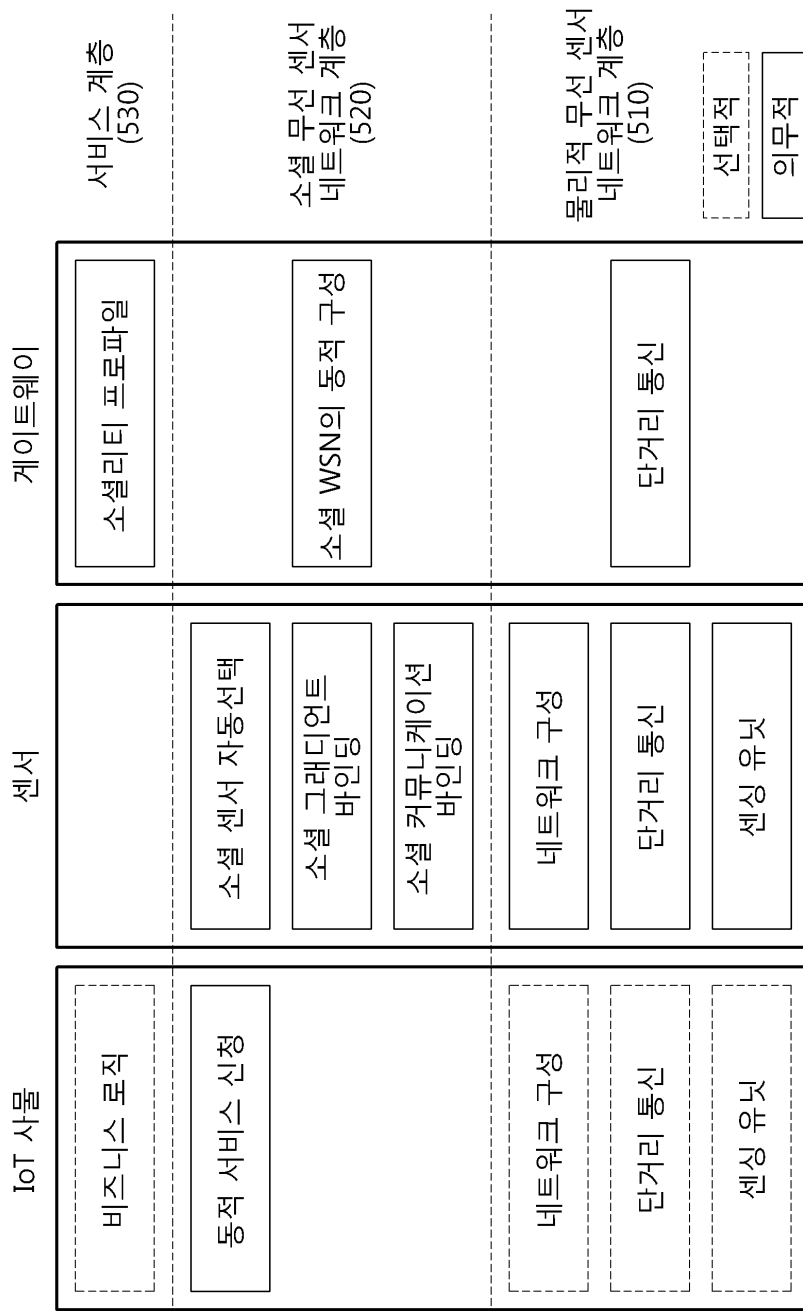 IoT 사물
센서
게이트웨이
비즈니스 로직
소셜리티 프로파일
서비스 계층
(530)
동적 서비스 신청
소셜 센서 자동선택
소셜 그래디언트
바인딩
소셜 커뮤니케이션
바인딩
소셜 WSN의 동적 구성
소셜 무선 센서
네트워크 계층
(520)
네트워크 구성
단거리 통신
센싱 유닛
네트워크 구성
단거리 통신
센싱 유닛
단거리 통신
물리적 무선 센서
네트워크 계층
(510)
선택적
의무적